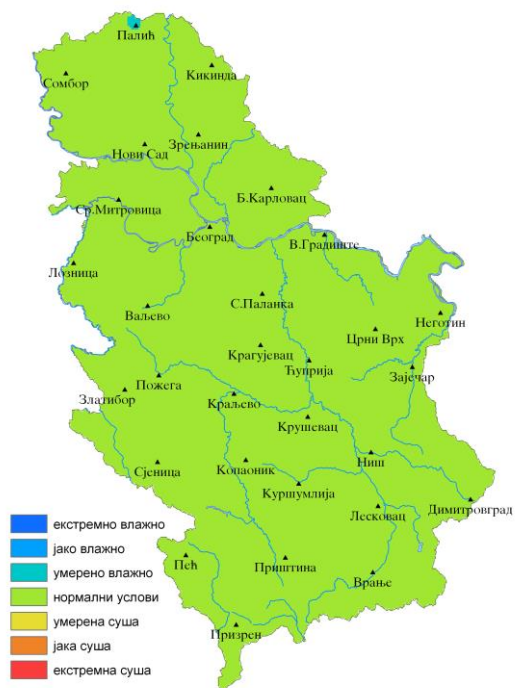 Палић
Кикинда
Сомбор
Зрењанин
Нови Сад
Б.Карловац
Ср.Митровица
Београд
В.Градиште
Лозница
С.Паланка
Ваљево
Неготин
Црни Врх
Крагујевац
Ћуприја
Зајечар
Пожега
Златибор
Краљево
Крушевац
Ниш
Сјеница
Копаоник
Куршумлија
Димитровград
Лесковац
Пећ
Приштина
Врање
Призрен
екстремно влажно
јако влажно
умерено влажно
нормални услови
умерена суша
јака суша
екстремна суша